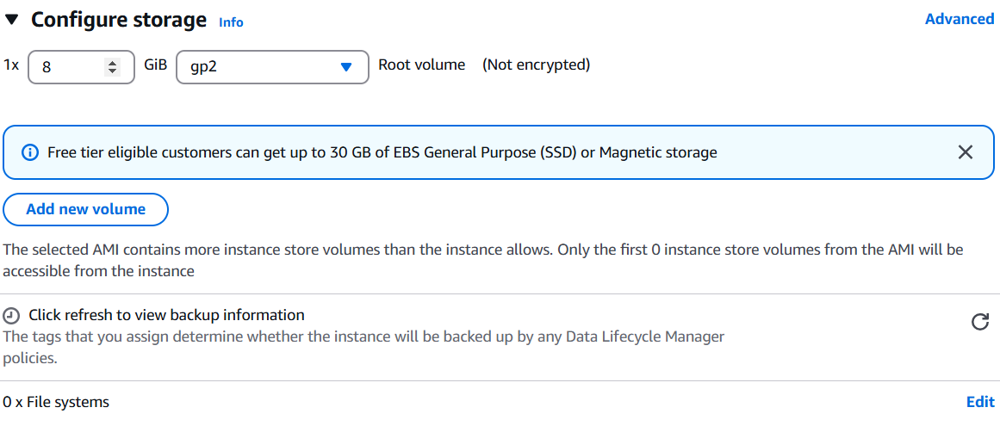 Configure storage Info Advanced
1x 8 GiB gp2 Root volume (Not encrypted)
Free tier eligible customers can get up to 30 GB of EBS General Purpose (SSD) or Magnetic storage
Add new volume
The selected AMI contains more instance store volumes than the instance allows. Only the first 0 instance store volumes from the AMI will be
accessible from the instance
Click refresh to view backup information
The tags that you assign determine whether the instance will be backed up by any Data Lifecycle Manager
policies.
0 x File systems Edit